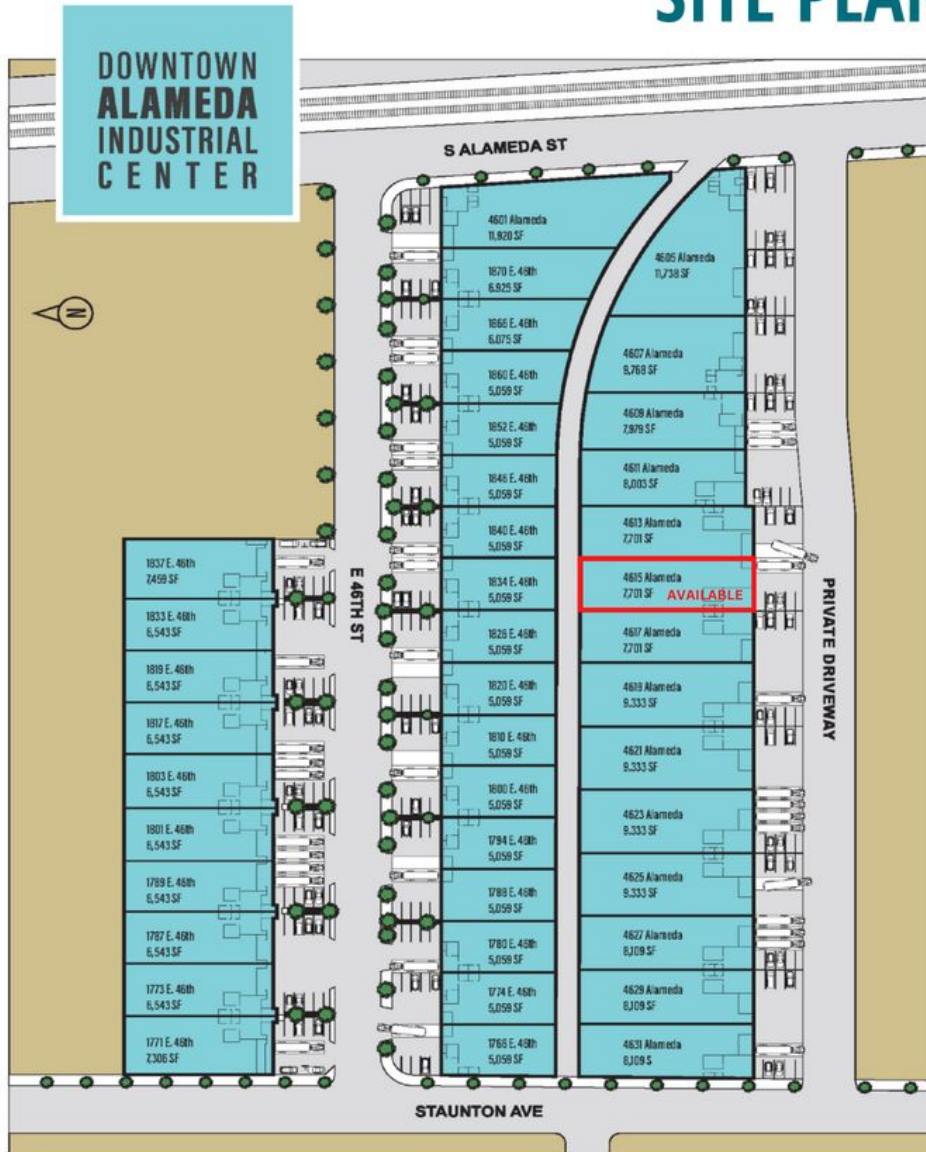 SITE PLAN
DOWNTOWN
ALAMEDA
INDUSTRIAL
CENTER
S ALAMEDA ST
N
4601 Alameda
11,920 SF
1870 E. 46th
6,925 SF
1866 E. 46th
6,075 SF
1860 E. 46th
5,059 SF
1852 E. 46th
5,059 SF
1846 E. 46th
5,059 SF
1840 E. 46th
5,059 SF
1834 E. 46th
5,059 SF
1826 E. 46th
5,059 SF
1820 E. 46th
5,059 SF
1810 E. 46th
5,059 SF
1800 E. 46th
5,059 SF
1794 E. 46th
5,059 SF
1788 E. 46th
5,059 SF
1780 E. 46th
5,059 SF
1774 E. 46th
5,059 SF
1766 E. 46th
5,059 SF
4605 Alameda
11,738 SF
4607 Alameda
9,768 SF
4609 Alameda
7,979 SF
4611 Alameda
8,003 SF
4613 Alameda
7,701 SF
4615 Alameda
7,701 SF AVAILABLE
4617 Alameda
7,701 SF
4619 Alameda
9,333 SF
4621 Alameda
9,333 SF
4623 Alameda
9,333 SF
4625 Alameda
9,333 SF
4627 Alameda
8,109 SF
4629 Alameda
8,109 SF
4631 Alameda
8,109 S
1837 E. 46th
7,459 SF
1833 E. 46th
6,543 SF
1819 E. 46th
6,543 SF
1817 E. 46th
6,543 SF
1803 E. 46th
6,543 SF
1801 E. 46th
6,543 SF
1789 E. 46th
6,543 SF
1787 E. 46th
6,543 SF
1773 E. 46th
6,543 SF
1771 E. 46th
7,306 SF
E 46TH ST
PRIVATE DRIVEWAY
STAUNTON AVE